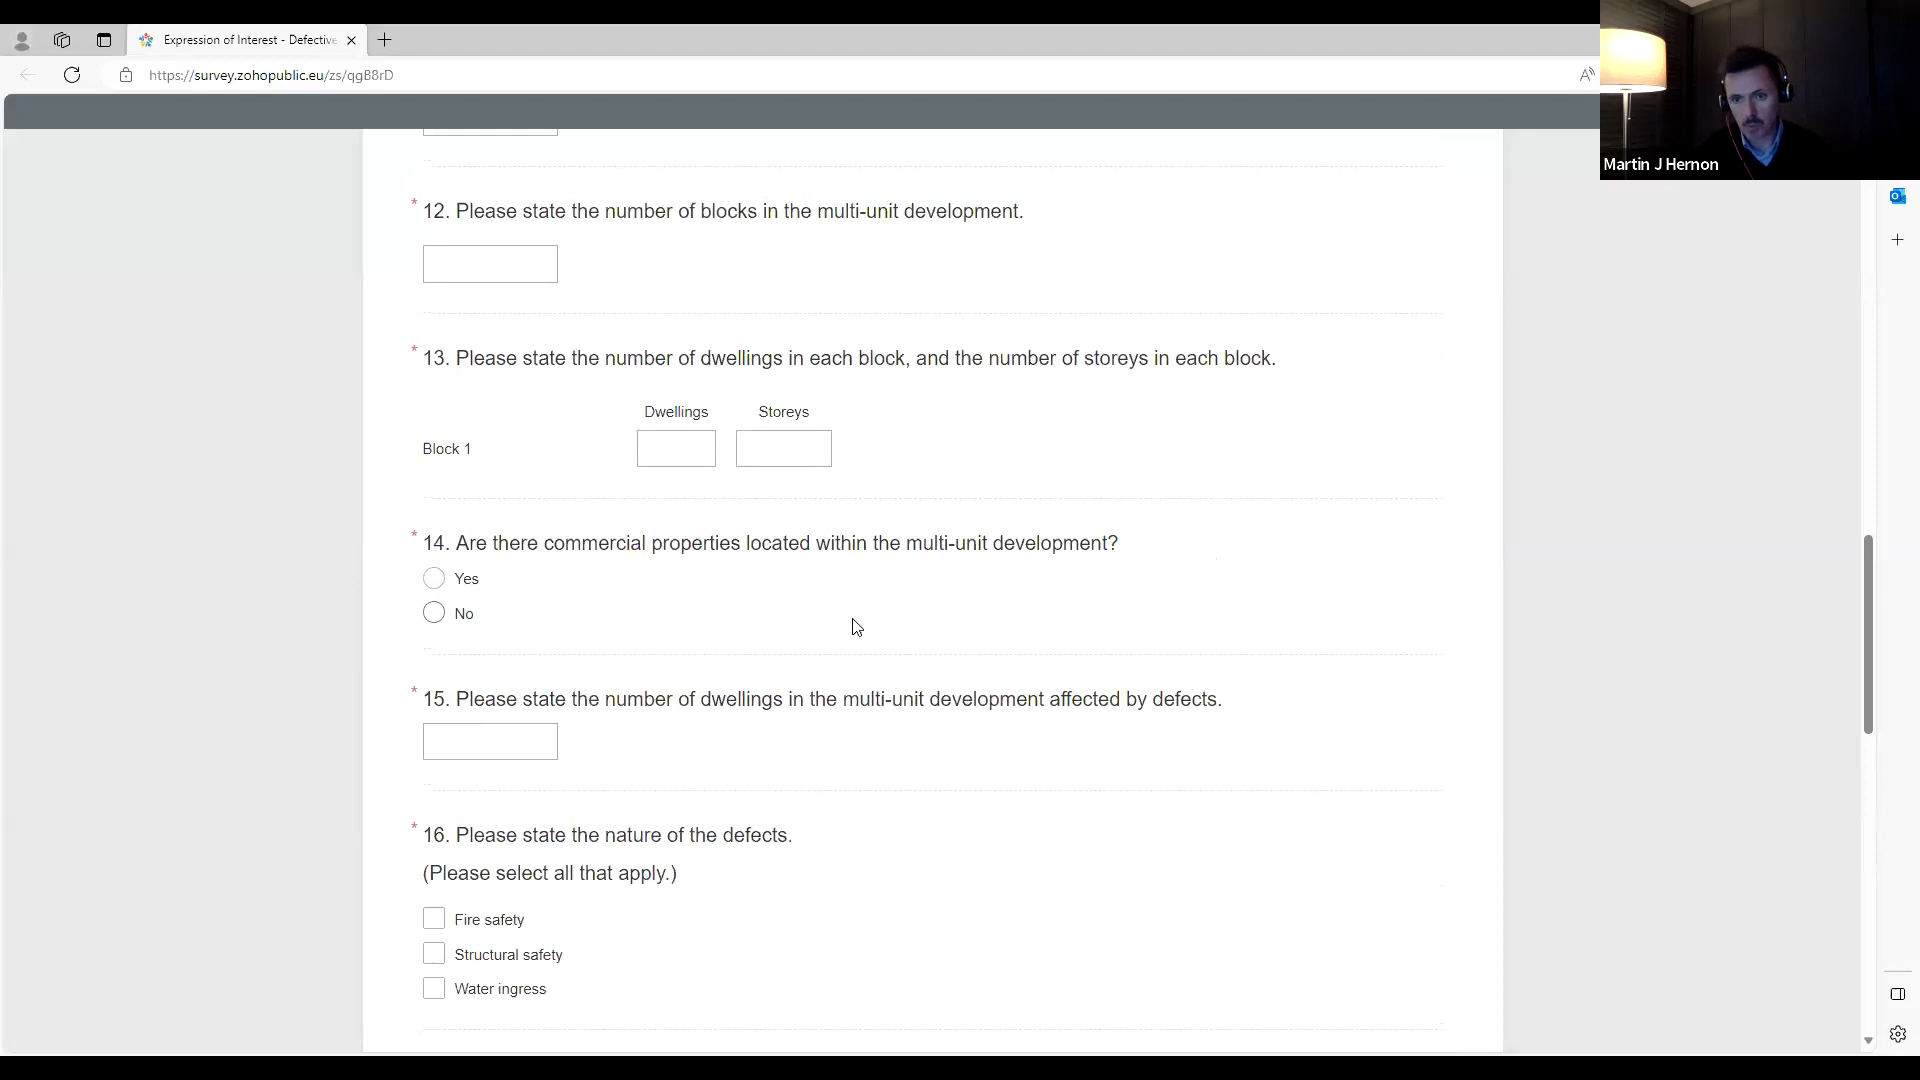 Expression of Interest - Defective
https://survey.zohopublic.eu/zs/qgB8rD
Martin J Hernon
* 12. Please state the number of blocks in the multi-unit development.
* 13. Please state the number of dwellings in each block, and the number of storeys in each block.
Dwellings Storeys
Block 1
* 14. Are there commercial properties located within the multi-unit development?
Yes
No
* 15. Please state the number of dwellings in the multi-unit development affected by defects.
* 16. Please state the nature of the defects.
(Please select all that apply.)
Fire safety
Structural safety
Water ingress